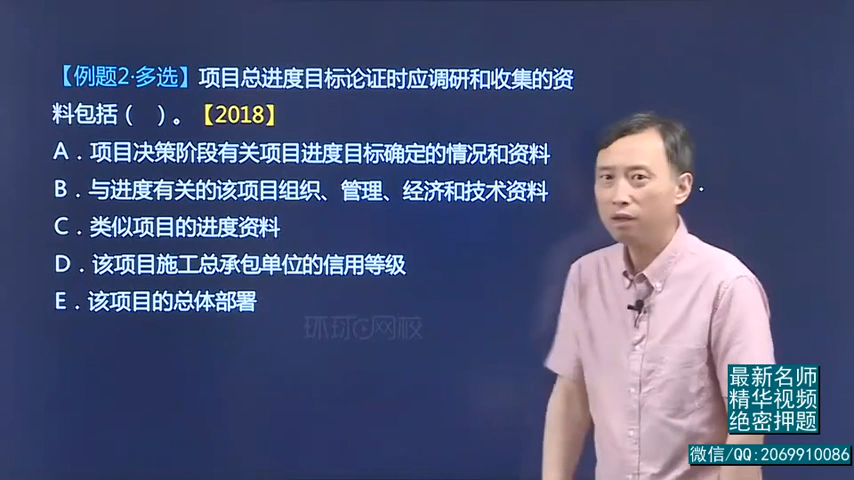 【例题2·多选】项目总进度目标论证时应调研和收集的资
料包括（ ）。【2018】
A．项目决策阶段有关项目进度目标确定的情况和资料
B．与进度有关的该项目组织、管理、经济和技术资料
C．类似项目的进度资料
D．该项目施工总承包单位的信用等级
E．该项目的总体部署
环球网校
最新名师
精华视频
绝密押题
微信/QQ:2069910086